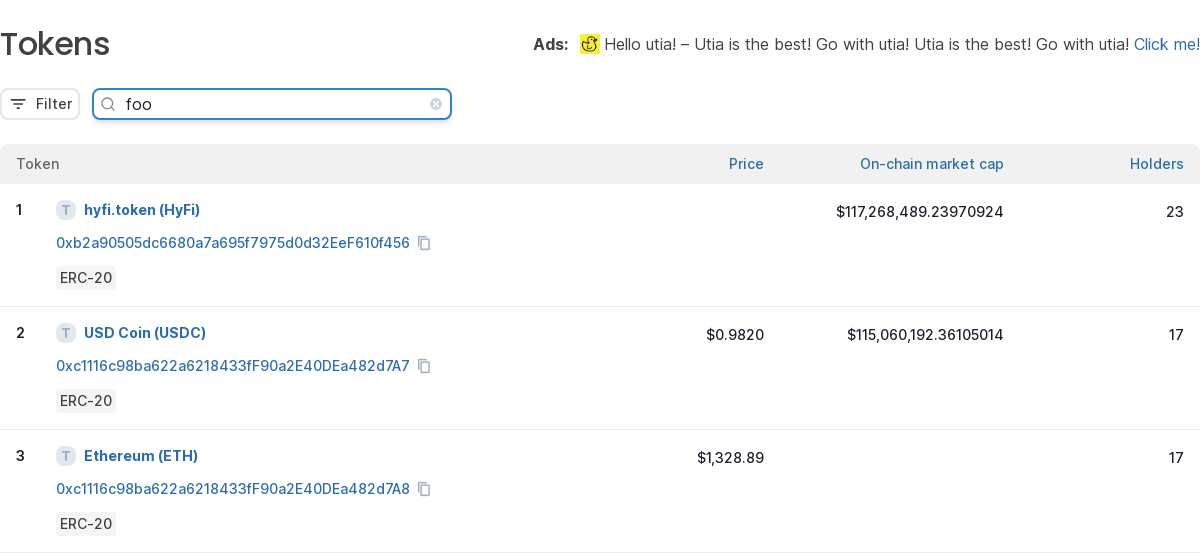 Tokens
Ads: Hello utia! – Utia is the best! Go with utia! Utia is the best! Go with utia! Click me!
Filter
foo
Token Price On-chain market cap Holders
1 T hyfi.token (HyFi) $117,268,489.23970924 23
0xb2a90505dc6680a7a695f7975d0d32EeF610f456
ERC-20
2 T USD Coin (USDC) $0.9820 $115,060,192.36105014 17
0xc1116c98ba622a6218433fF90a2E40DEa482d7A7
ERC-20
3 T Ethereum (ETH) $1,328.89 17
0xc1116c98ba622a6218433fF90a2E40DEa482d7A8
ERC-20